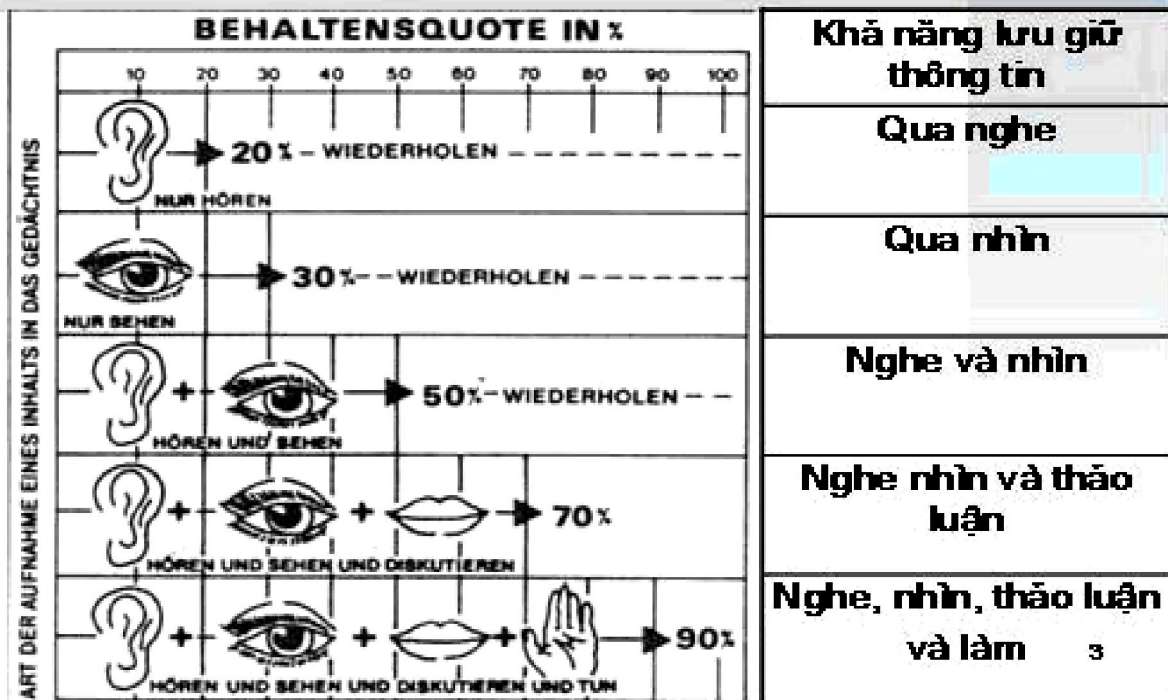 BEHALTENSQUOTE IN %
10 20 30 40 50 60 70 80 90 100
ART DER AUFNAHME EINES INHALTS IN DAS GEDÄCHTNIS
20% – WIEDERHOLEN
NUR HÖREN
30% – – WIEDERHOLEN
NUR SEHEN
50% – WIEDERHOLEN
HÖREN UND SEHEN
70%
HÖREN UND SEHEN UND DISKUTIEREN
90%
HÖREN UND SEHEN UND DISKUTIEREN UND TUN
Khả năng lưu giữ
thông tin
Qua nghe
Qua nhìn
Nghe và nhìn
Nghe nhìn và thảo
luận
Nghe, nhìn, thảo luận
và làm
3